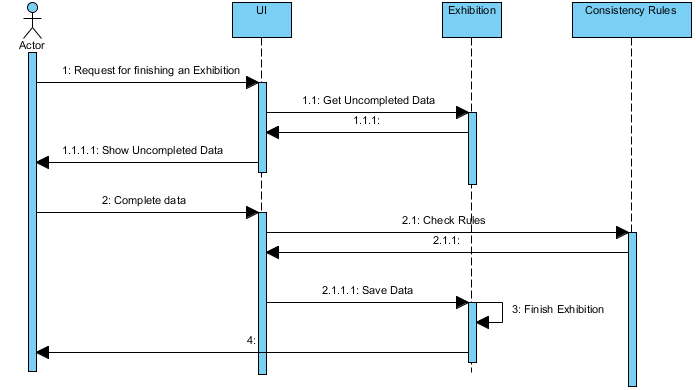 UI
Exhibition
Consistency Rules
Actor
1: Request for finishing an Exhibition
1.1: Get Uncompleted Data
1.1.1:
1.1.1.1: Show Uncompleted Data
2: Complete data
2.1: Check Rules
2.1.1:
2.1.1.1: Save Data
3: Finish Exhibition
4: